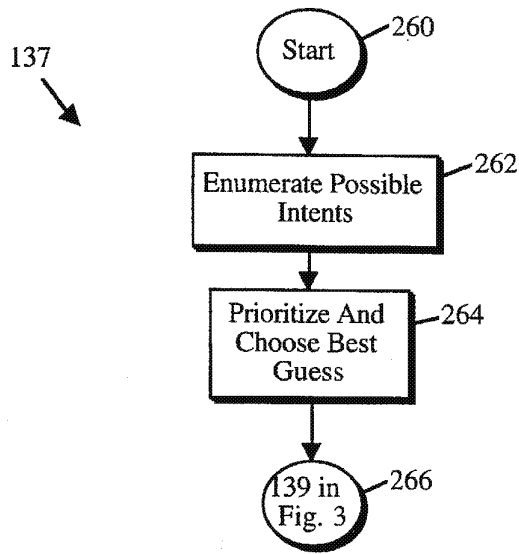 260
Start
137
262
Enumerate Possible
Intents
264
Prioritize And
Choose Best
Guess
266
139 in
Fig. 3